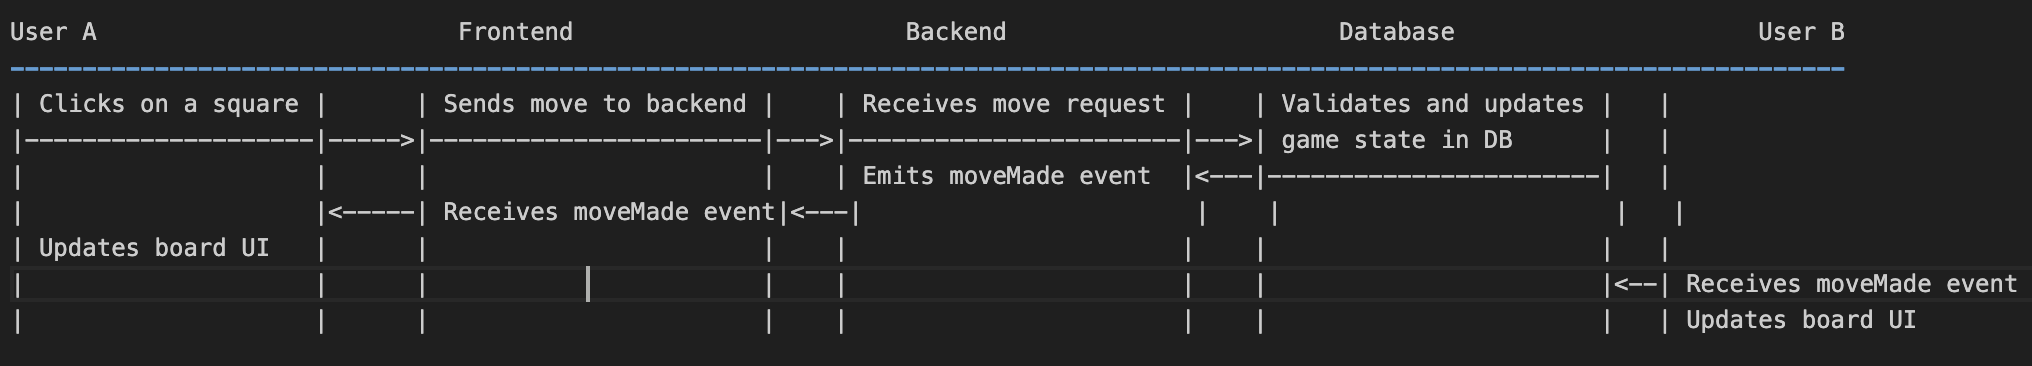 User A                         Frontend                       Backend                       Database                     User B
-------------------------------------------------------------------------------------------------------------------------------
| Clicks on a square |      | Sends move to backend |    | Receives move request |    | Validates and updates |   |
|--------------------|----->|-----------------------|--->|-----------------------|--->| game state in DB      |   |
|                    |      |                       |    | Emits moveMade event  |<---|-----------------------|   |
|                    |<-----| Receives moveMade event|<---|                       |    |                       |   |
| Updates board UI   |      |                       |    |                       |    |                       |   |
|                    |      |                       |    |                       |    |                       |<--| Receives moveMade event
|                    |      |                       |    |                       |    |                       |   | Updates board UI